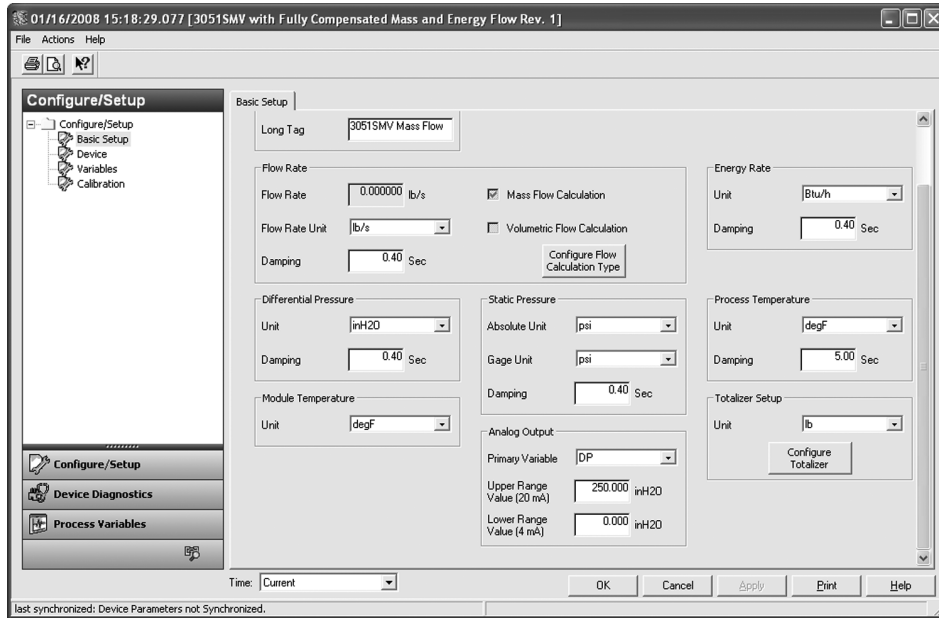 01/16/2008 15:18:29.077 [3051SMV with Fully Compensated Mass and Energy Flow Rev. 1]
File Actions Help
Configure/Setup
Configure/Setup
Basic Setup
Device
Variables
Calibration
Configure/Setup
Device Diagnostics
Process Variables
Basic Setup
Long Tag 3051SMV Mass Flow
Flow Rate
Flow Rate 0.000000 lb/s
Flow Rate Unit lb/s
Damping 0.40 Sec
Mass Flow Calculation
Volumetric Flow Calculation
Configure Flow
Calculation Type
Energy Rate
Unit Btu/h
Damping 0.40 Sec
Differential Pressure
Unit inH2O
Damping 0.40 Sec
Static Pressure
Absolute Unit psi
Gage Unit psi
Damping 0.40 Sec
Process Temperature
Unit degF
Damping 5.00 Sec
Module Temperature
Unit degF
Analog Output
Primary Variable DP
Upper Range
Value (20 mA) 250.000 inH2O
Lower Range
Value (4 mA) 0.000 inH2O
Totalizer Setup
Unit lb
Configure
Totalizer
Time: Current
OK Cancel Apply Print Help
last synchronized: Device Parameters not Synchronized.